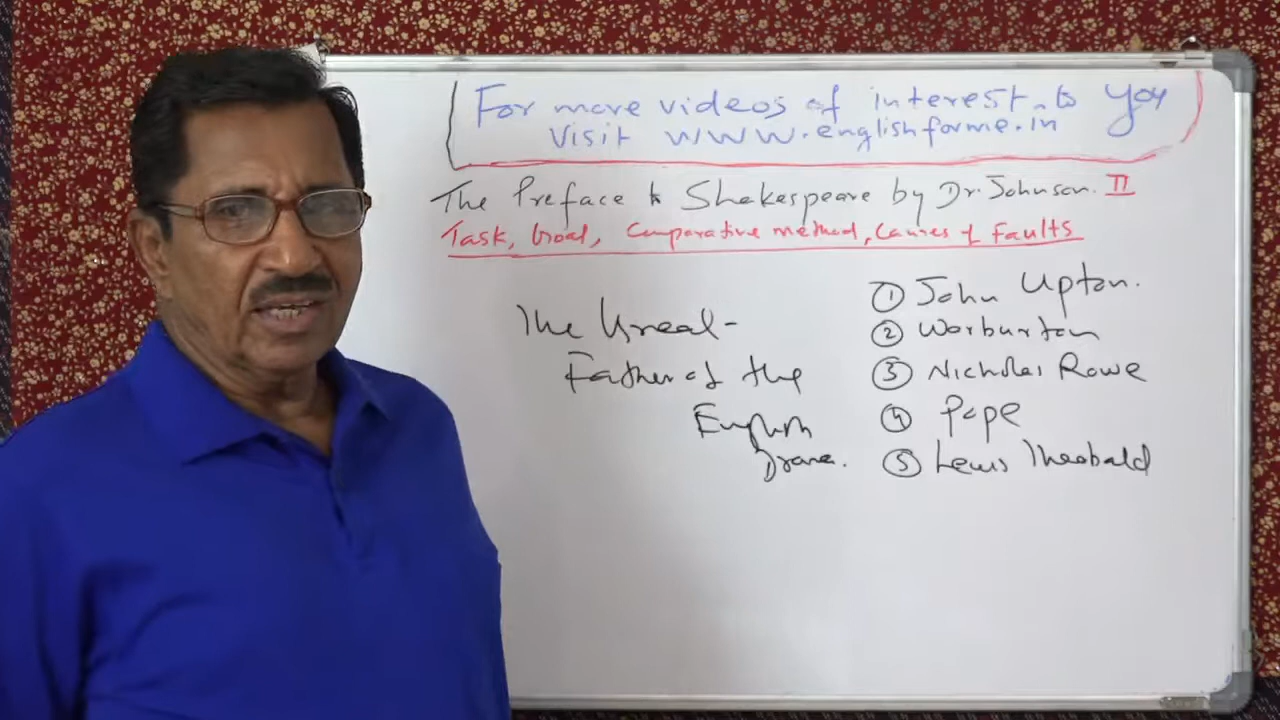 For more videos of interest to you
Visit www.englishforme.in
The Preface to Shakespeare by Dr. Johnson. II
Task, Goal, Comparative method, Causes of Faults
The Great
Father of the
English
Drama.
① John Upton.
② Warburton
③ Nicholas Rowe
④ Pope
⑤ Lewis Theobald